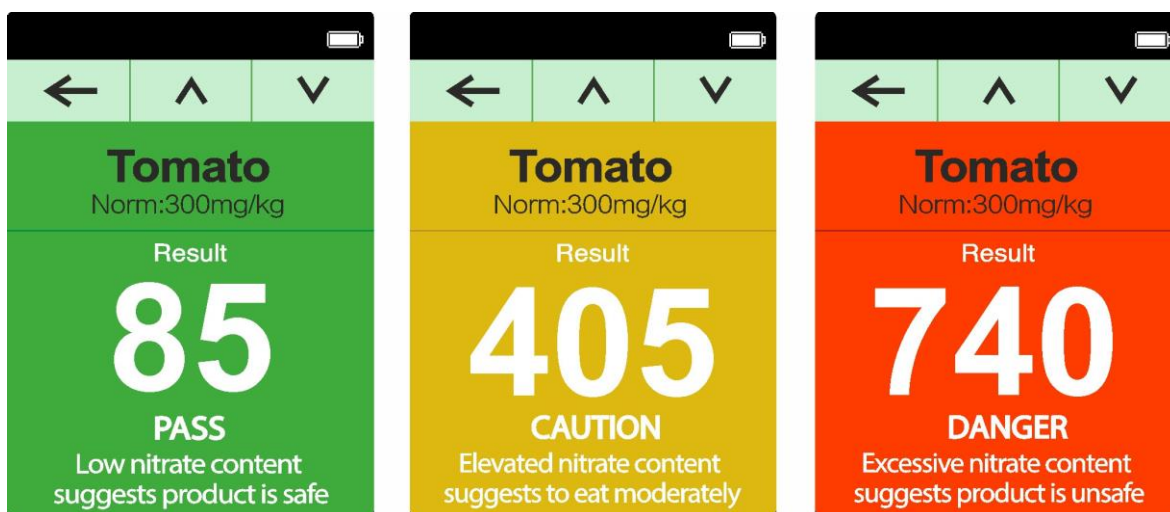 Tomato
Norm:300mg/kg
Result
85
PASS
Low nitrate content
suggests product is safe
Tomato
Norm:300mg/kg
Result
405
CAUTION
Elevated nitrate content
suggests to eat moderately
Tomato
Norm:300mg/kg
Result
740
DANGER
Excessive nitrate content
suggests product is unsafe